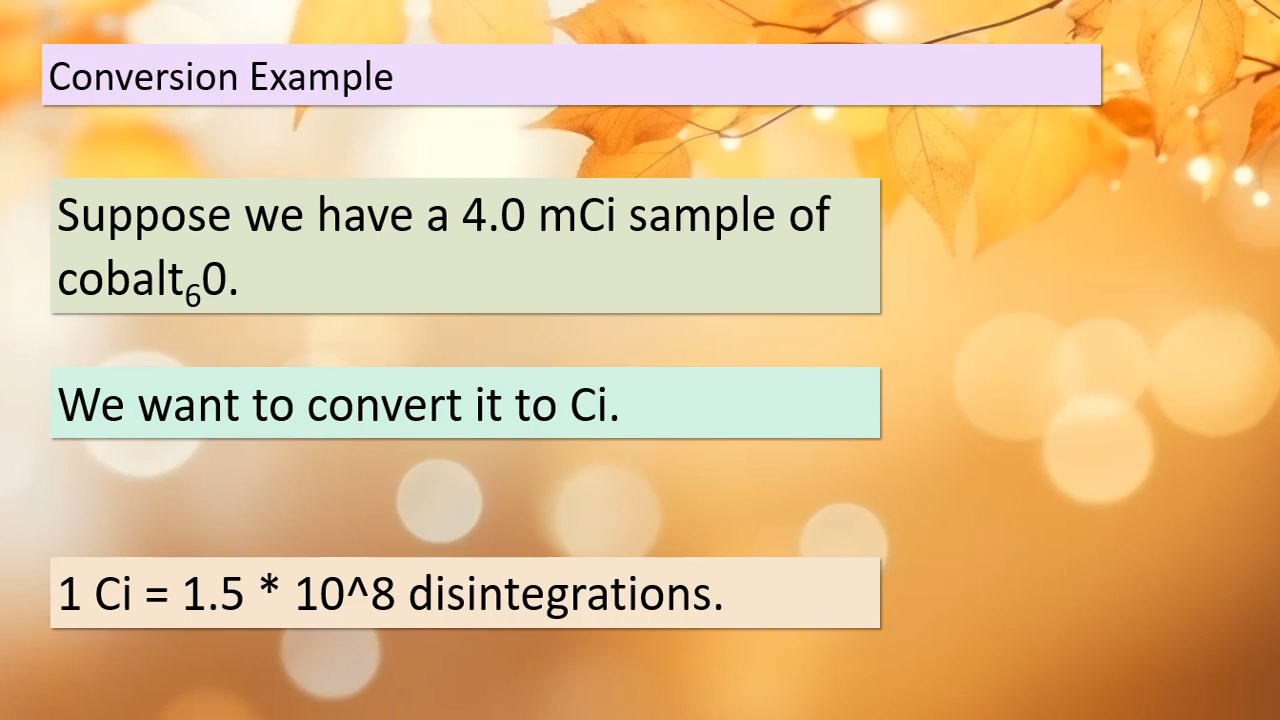 Conversion Example
Suppose we have a 4.0 mCi sample of
cobalt₆0.
We want to convert it to Ci.
1 Ci = 1.5 * 10^8 disintegrations.